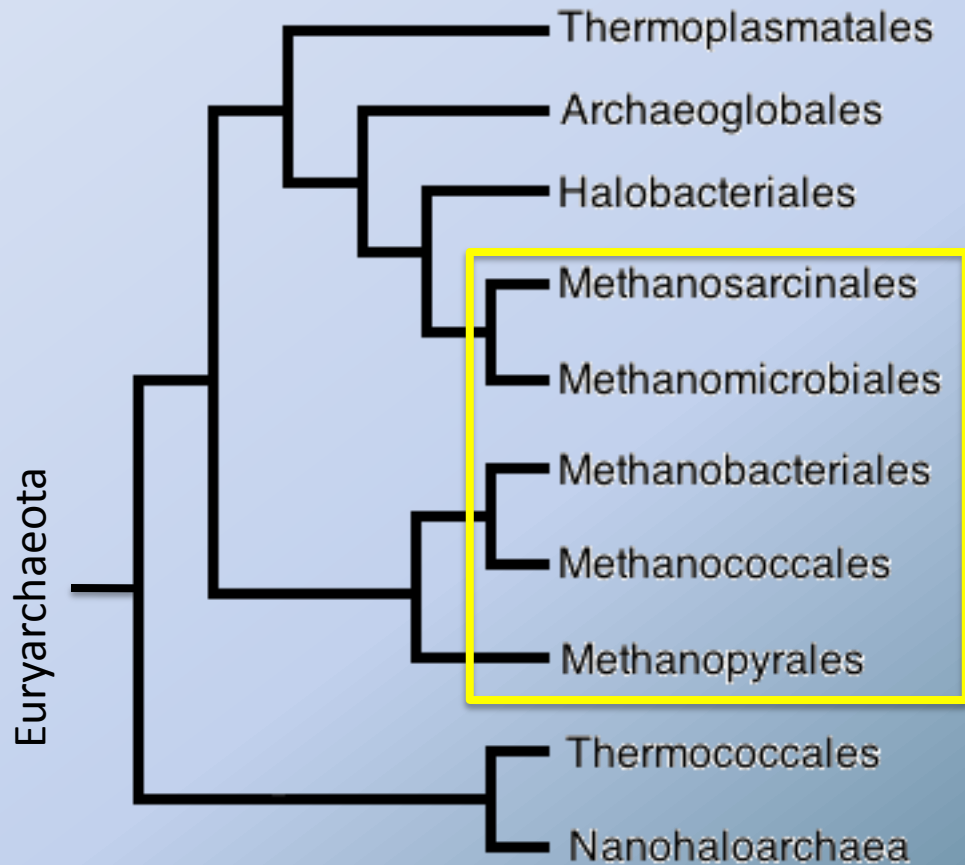 Thermoplasmatales
Archaeoglobales
Halobacteriales
Methanosarcinales
Methanomicrobiales
Methanobacteriales
Methanococcales
Methanopyrales
Thermococcales
Nanohaloarchaea
Euryarchaeota